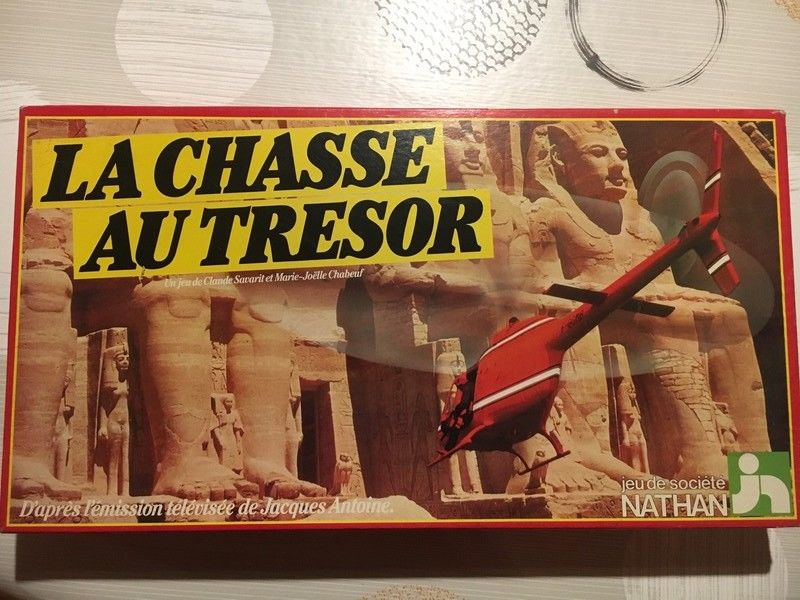 LA CHASSE
AU TRESOR
Un jeu de Claude Savarit et Marie-Joëlle Chabeuf
D'après l'émission télévisée de Jacques Antoine.
jeu de société
NATHAN